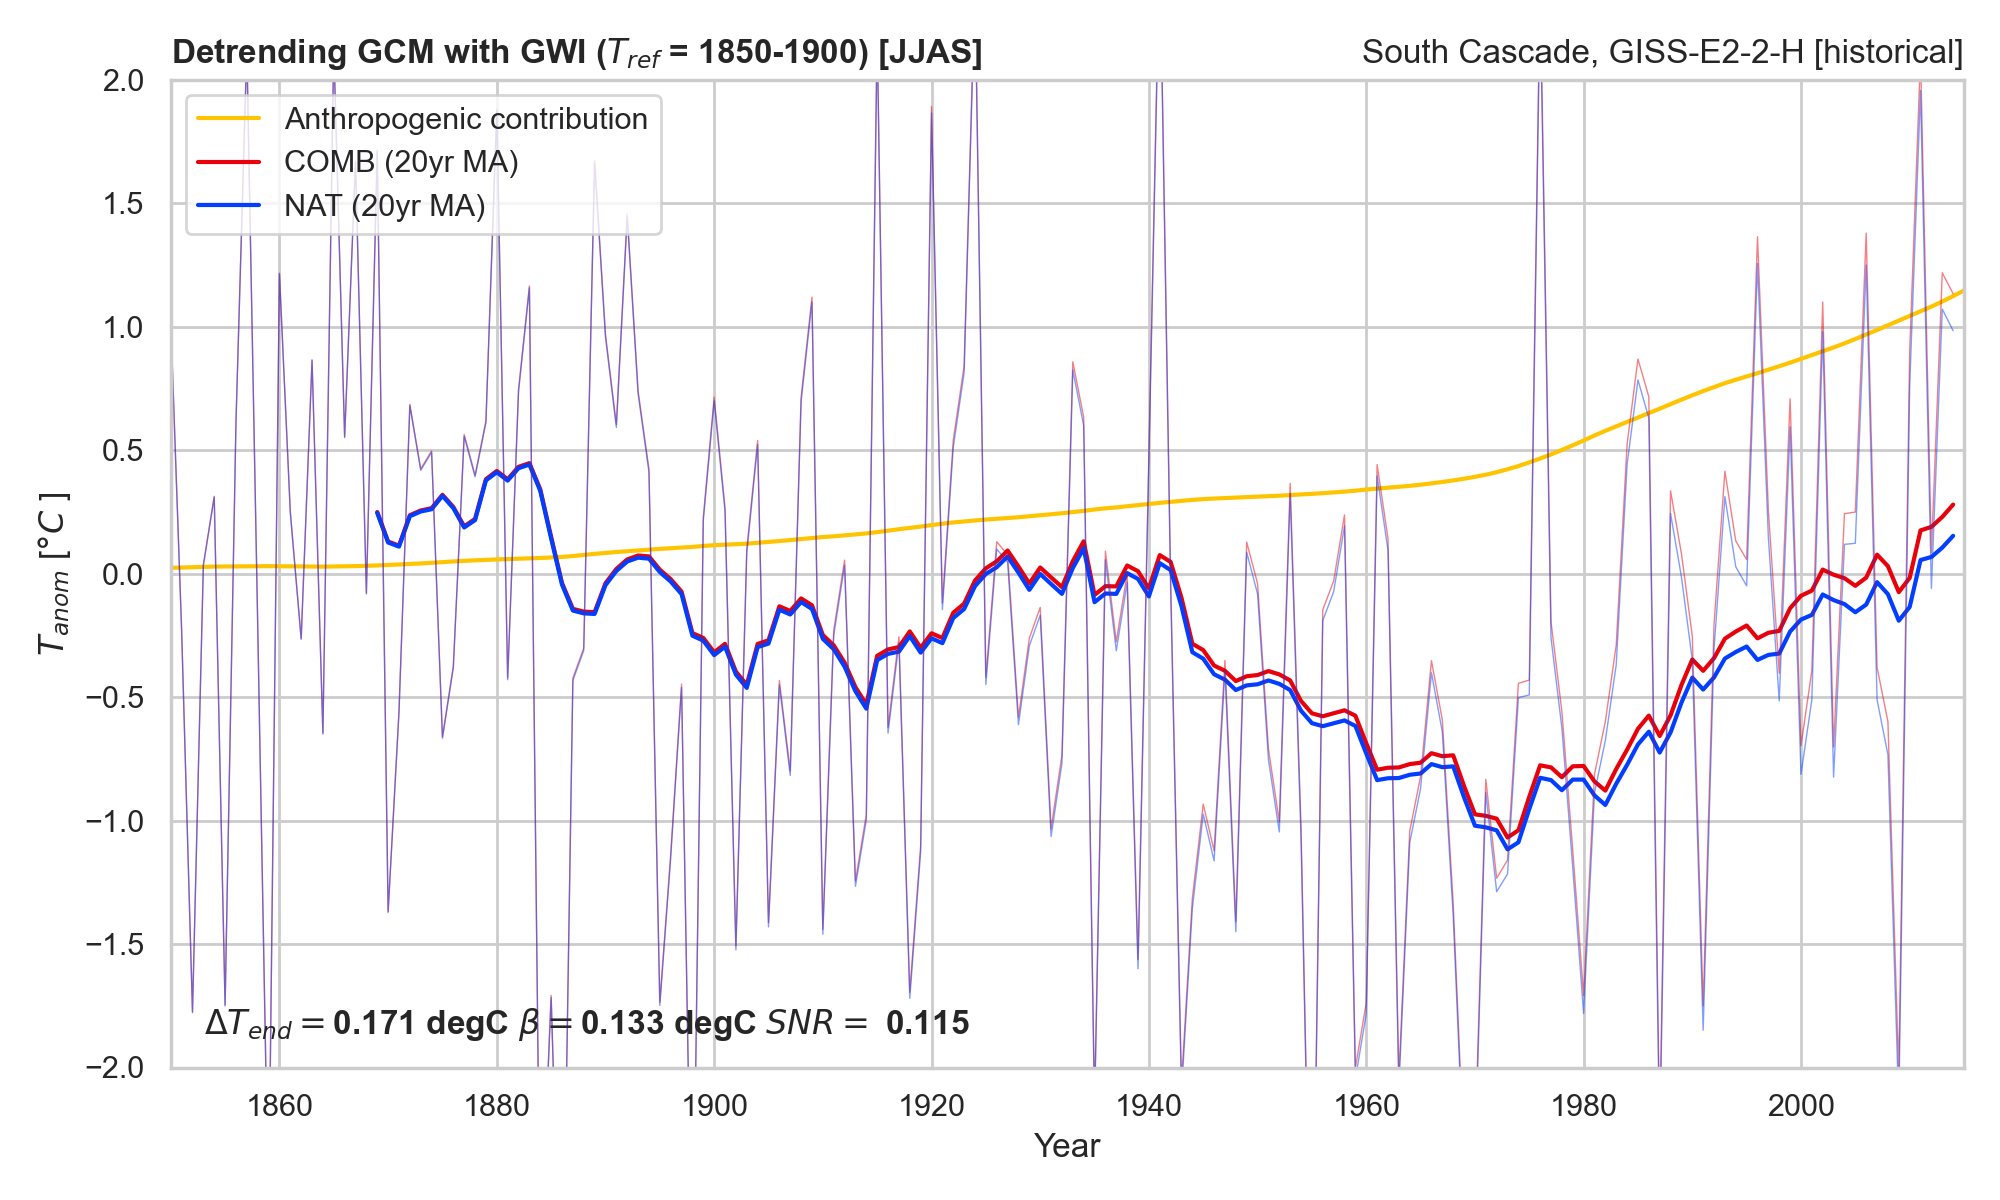 Detrending GCM with GWI (T_ref = 1850-1900) [JJAS]
South Cascade, GISS-E2-2-H [historical]
Anthropogenic contribution
COMB (20yr MA)
NAT (20yr MA)
2.0
1.5
1.0
0.5
0.0
−0.5
−1.0
−1.5
−2.0
T_anom [°C]
ΔT_end = 0.171 degC β = 0.133 degC SNR = 0.115
1860 1880 1900 1920 1940 1960 1980 2000
Year